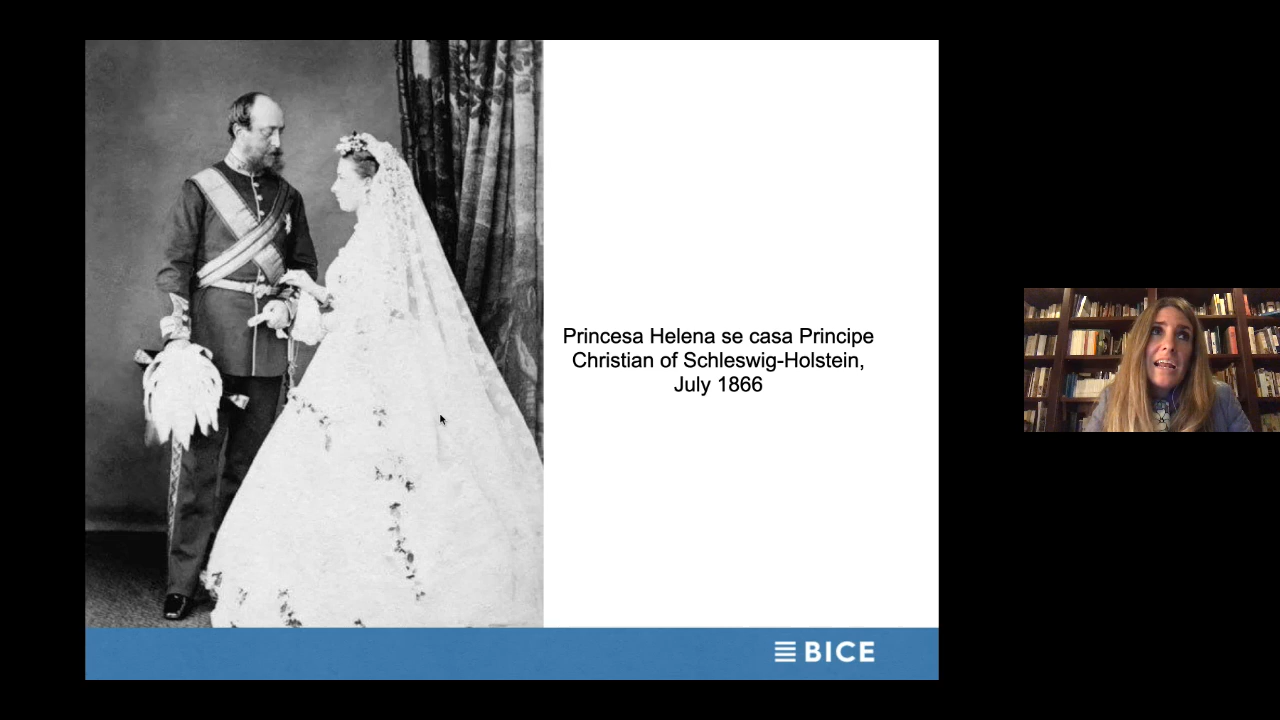 Princesa Helena se casa Principe
Christian of Schleswig-Holstein,
July 1866
BICE